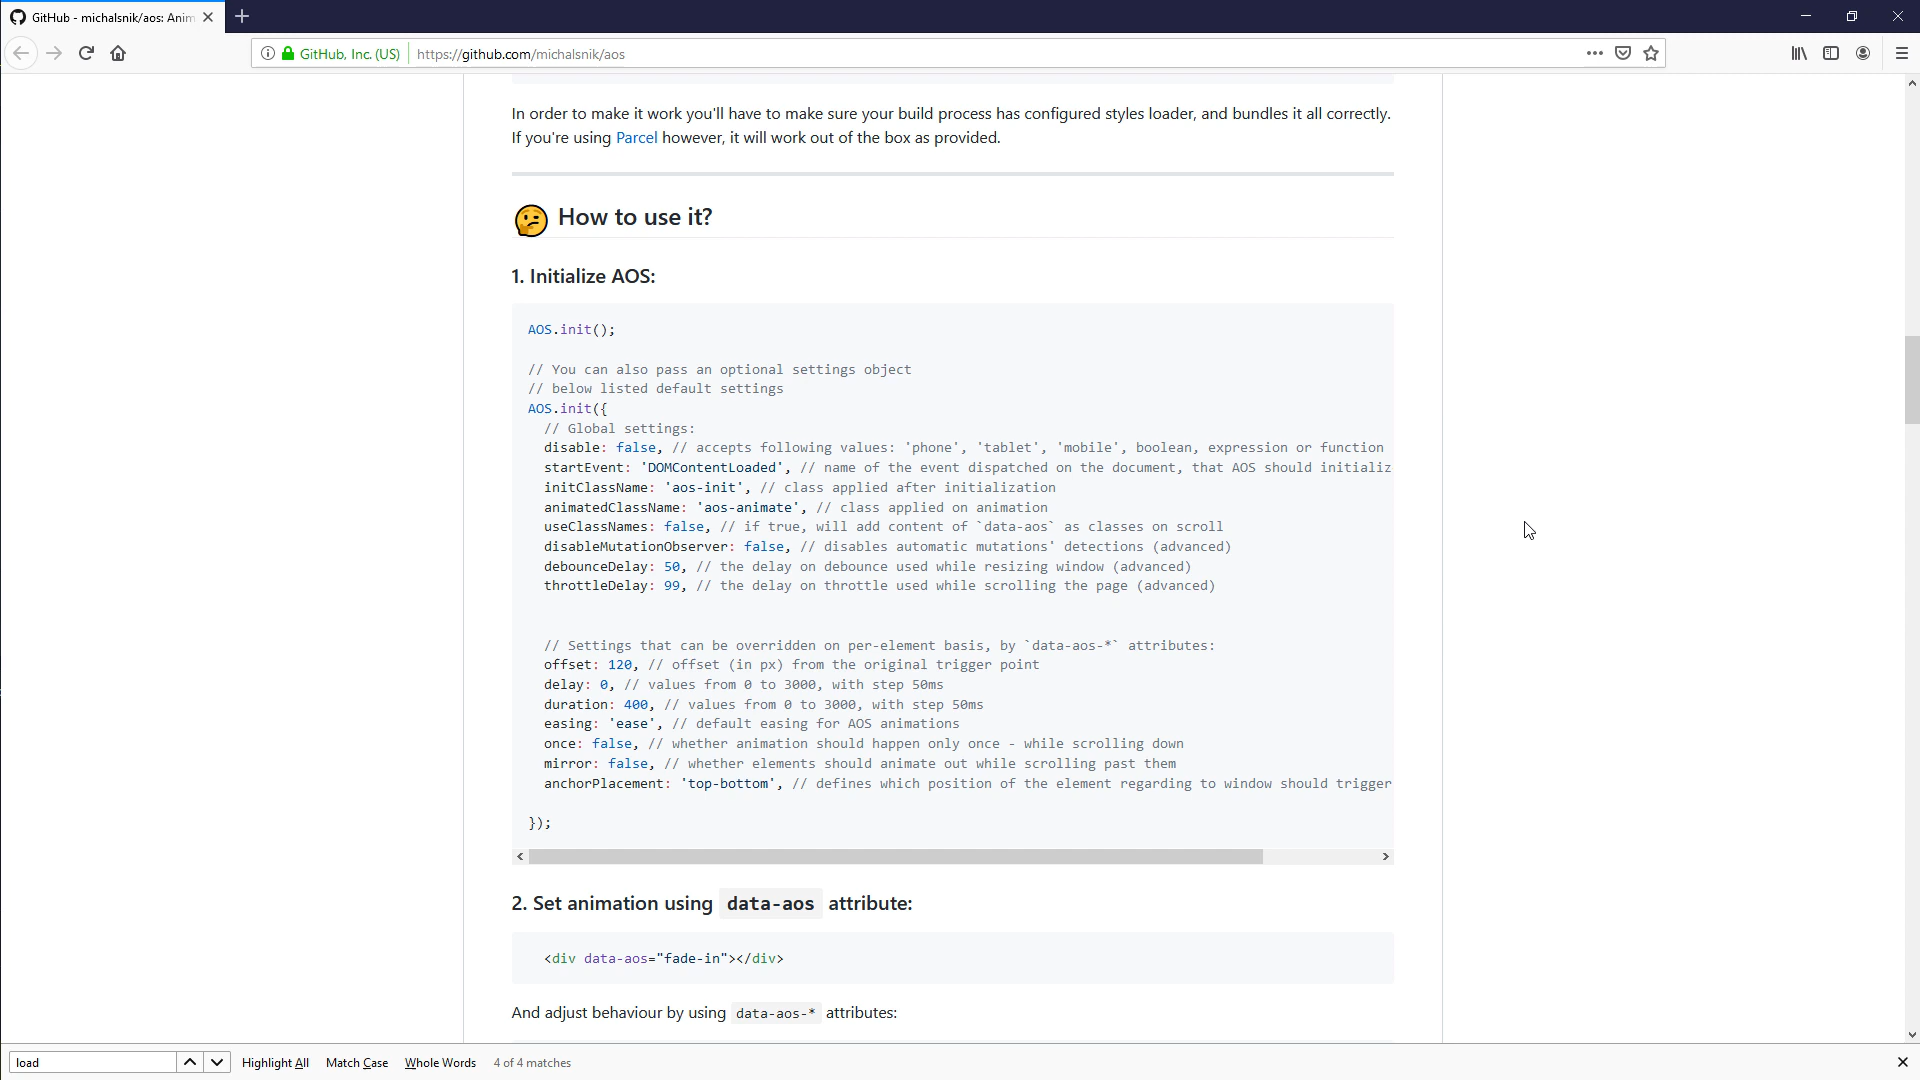 GitHub - michalsnik/aos: Anim
GitHub, Inc. (US)
https://github.com/michalsnik/aos
In order to make it work you'll have to make sure your build process has configured styles loader, and bundles it all correctly.
If you're using Parcel however, it will work out of the box as provided.
How to use it?
1. Initialize AOS:
AOS.init();
// You can also pass an optional settings object
// below listed default settings
AOS.init({
// Global settings:
disable: false, // accepts following values: 'phone', 'tablet', 'mobile', boolean, expression or function
startEvent: 'DOMContentLoaded', // name of the event dispatched on the document, that AOS should initializ
initClassName: 'aos-init', // class applied after initialization
animatedClassName: 'aos-animate', // class applied on animation
useClassNames: false, // if true, will add content of `data-aos` as classes on scroll
disableMutationObserver: false, // disables automatic mutations' detections (advanced)
debounceDelay: 50, // the delay on debounce used while resizing window (advanced)
throttleDelay: 99, // the delay on throttle used while scrolling the page (advanced)
// Settings that can be overridden on per-element basis, by `data-aos-*` attributes:
offset: 120, // offset (in px) from the original trigger point
delay: 0, // values from 0 to 3000, with step 50ms
duration: 400, // values from 0 to 3000, with step 50ms
easing: 'ease', // default easing for AOS animations
once: false, // whether animation should happen only once - while scrolling down
mirror: false, // whether elements should animate out while scrolling past them
anchorPlacement: 'top-bottom', // defines which position of the element regarding to window should trigger
});
2. Set animation using data-aos attribute:
<div data-aos="fade-in"></div>
And adjust behaviour by using data-aos-* attributes:
load
Highlight All
Match Case
Whole Words
4 of 4 matches